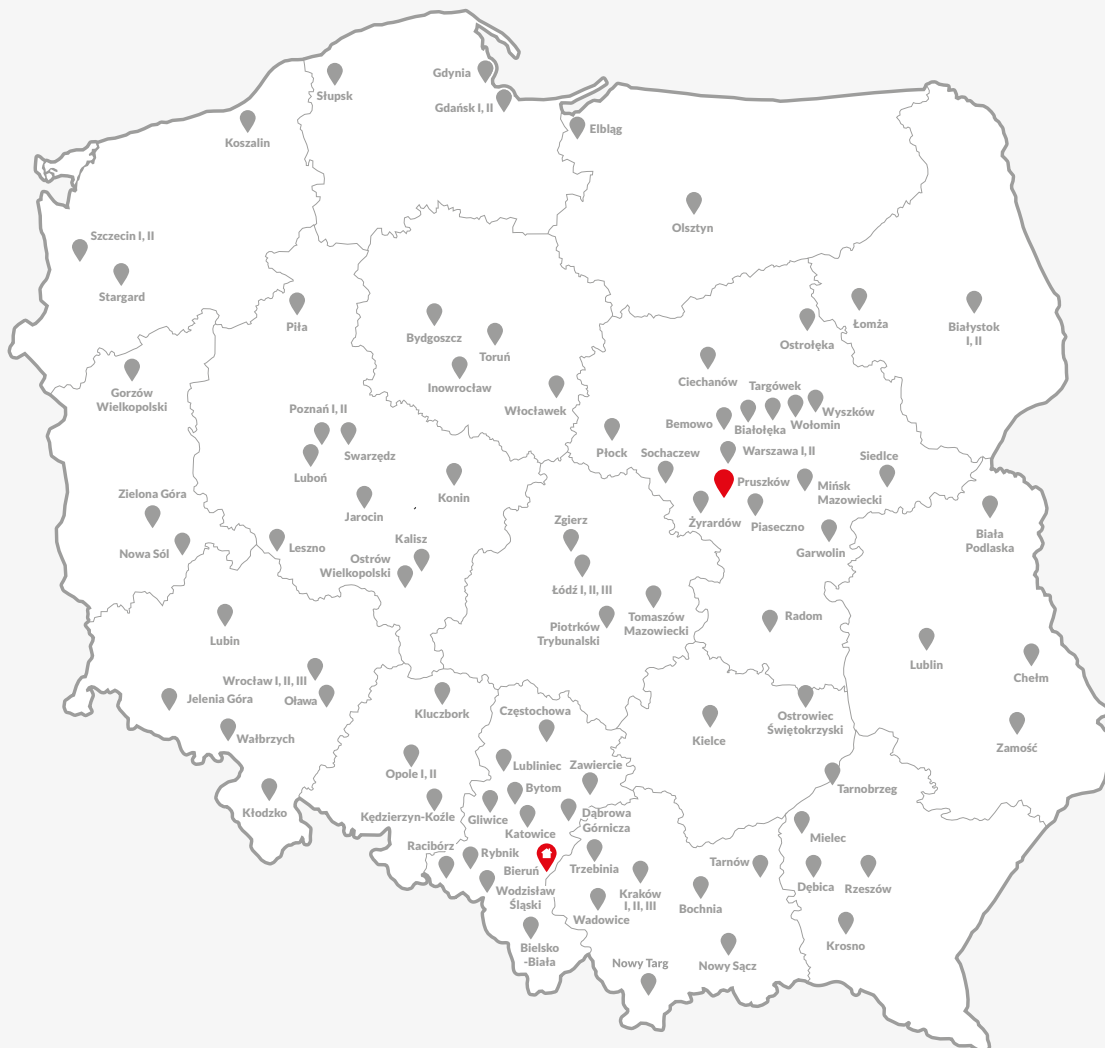 Gdynia
Słupsk
Gdańsk I, II
Koszalin
Elbląg
Olsztyn
Szczecin I, II
Stargard
Piła
Łomża
Białystok
I, II
Ostrołęka
Bydgoszcz
Toruń
Inowrocław
Włocławek
Ciechanów
Targówek
Gorzów
Wielkopolski
Poznań I, II
Swarzędz
Luboń
Bemowo
Białołęka
Wołomin
Wyszków
Płock
Sochaczew
Warszawa I, II
Siedlce
Pruszków
Mińsk
Mazowiecki
Konin
Zielona Góra
Jarocin
Żyrardów
Piaseczno
Garwolin
Biała
Podlaska
Nowa Sól
Leszno
Kalisz
Ostrów
Wielkopolski
Zgierz
Łódź I, II, III
Piotrków
Trybunalski
Tomaszów
Mazowiecki
Radom
Lubin
Lublin
Chełm
Wrocław I, II, III
Jelenia Góra
Oława
Kluczbork
Częstochowa
Kielce
Ostrowiec
Świętokrzyski
Zamość
Wałbrzych
Opole I, II
Lubliniec
Zawiercie
Tarnobrzeg
Kłodzko
Kędzierzyn-Koźle
Gliwice
Bytom
Katowice
Dąbrowa
Górnicza
Mielec
Racibórz
Rybnik
Bieruń
Trzebinia
Tarnów
Dębica
Rzeszów
Wodzisław
Śląski
Wadowice
Kraków
I, II, III
Bochnia
Krosno
Bielsko
-Biała
Nowy Targ
Nowy Sącz